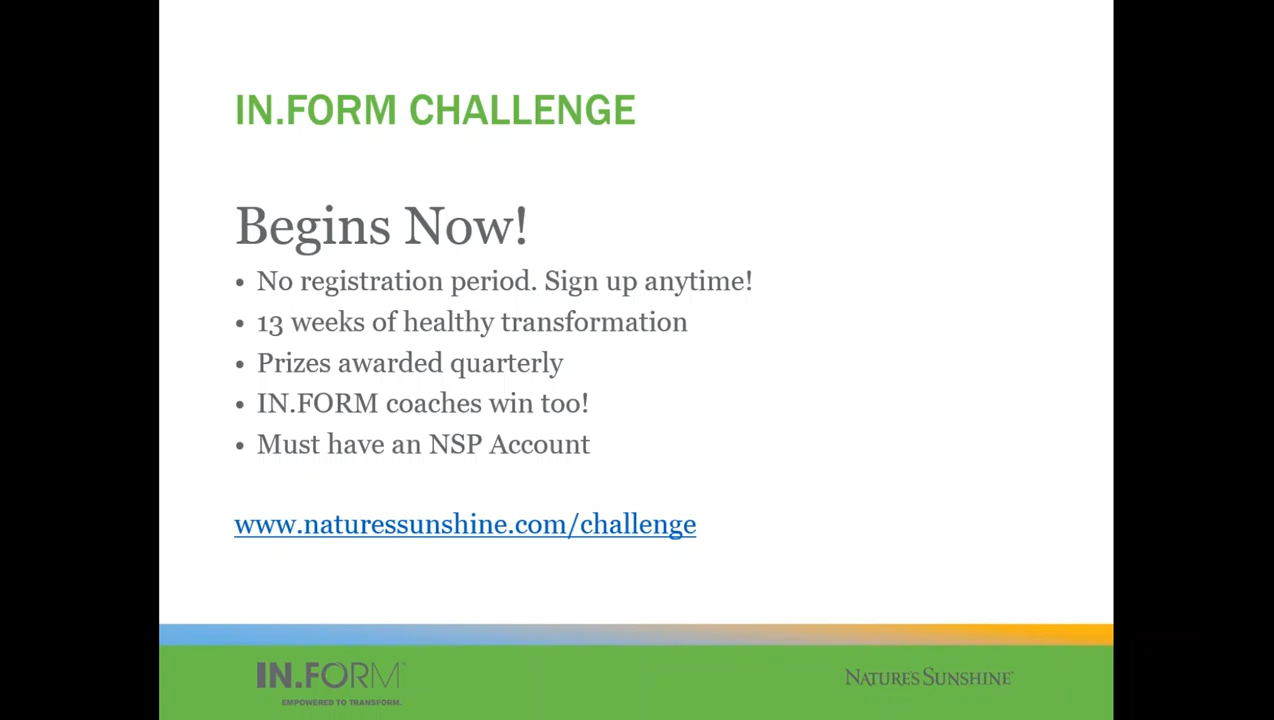 IN.FORM CHALLENGE
Begins Now!
• No registration period. Sign up anytime!
• 13 weeks of healthy transformation
• Prizes awarded quarterly
• IN.FORM coaches win too!
• Must have an NSP Account
www.naturessunshine.com/challenge
IN.FORM™
EMPOWERED TO TRANSFORM.
NATURE'S SUNSHINE™